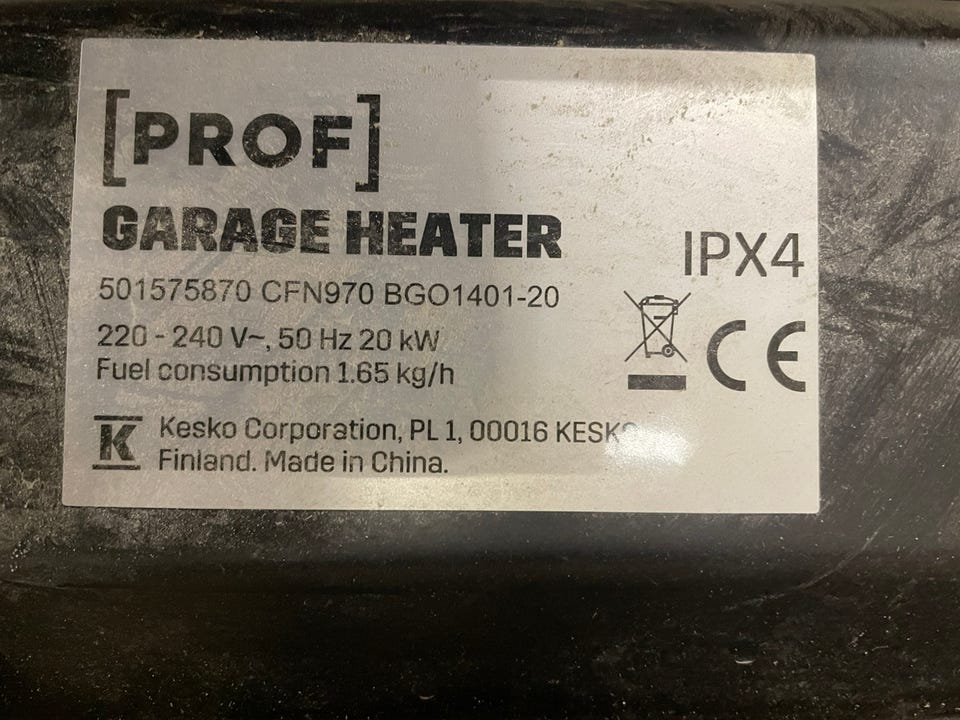 [PROF]
GARAGE HEATER
501575870 CFN970 BGO1401-20
220 - 240 V~, 50 Hz 20 kW
Fuel consumption 1.65 kg/h
IPX4
CE
K
Kesko Corporation, PL 1, 00016 KESKO
Finland. Made in China.